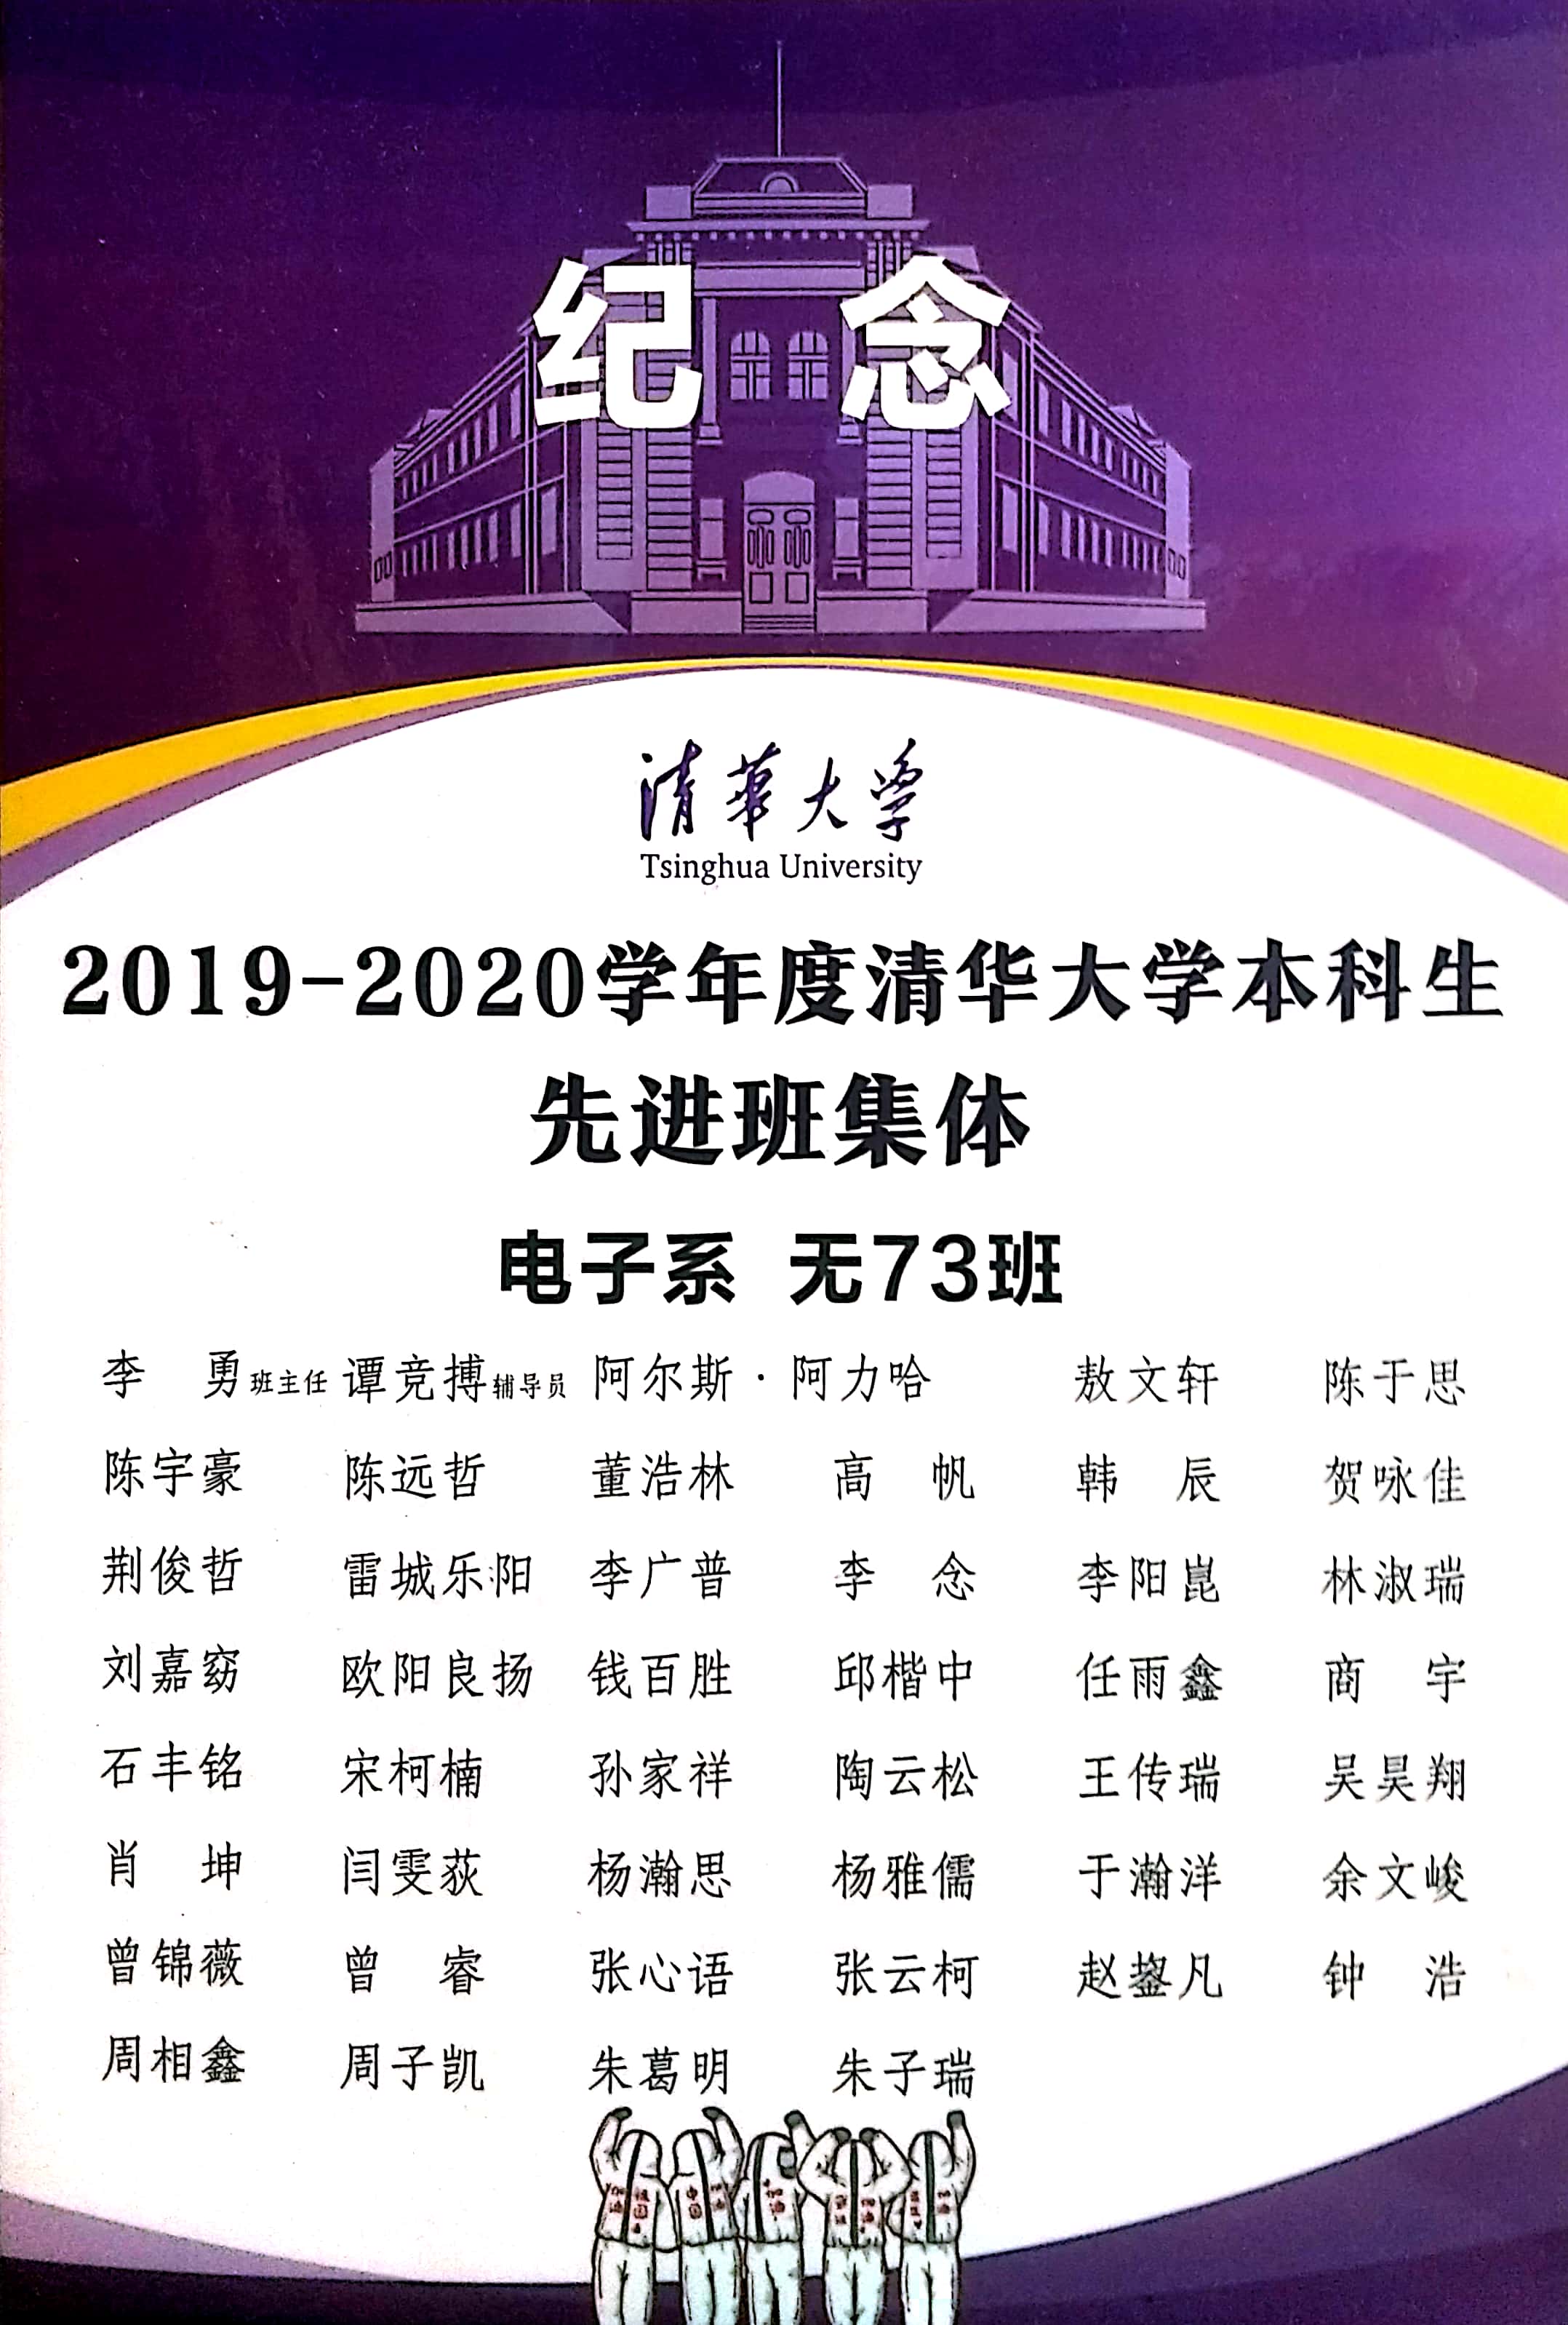 纪 念
清華大学
Tsinghua University
2019-2020学年度清华大学本科生
先进班集体
电子系 无73班
李 勇班主任 谭竞搏辅导员 阿尔斯·阿力哈 敖文轩 陈于思
陈宇豪 陈远哲 董浩林 高 帆 韩 辰 贺咏佳
荆俊哲 雷城乐阳 李广普 李 念 李阳崑 林淑瑞
刘嘉窈 欧阳良扬 钱百胜 邱楷中 任雨鑫 商 宇
石丰铭 宋柯楠 孙家祥 陶云松 王传瑞 吴昊翔
肖 坤 闫雯荻 杨瀚思 杨雅儒 于瀚洋 余文峻
曾锦薇 曾 睿 张心语 张云柯 赵鋆凡 钟 浩
周相鑫 周子凯 朱葛明 朱子瑞